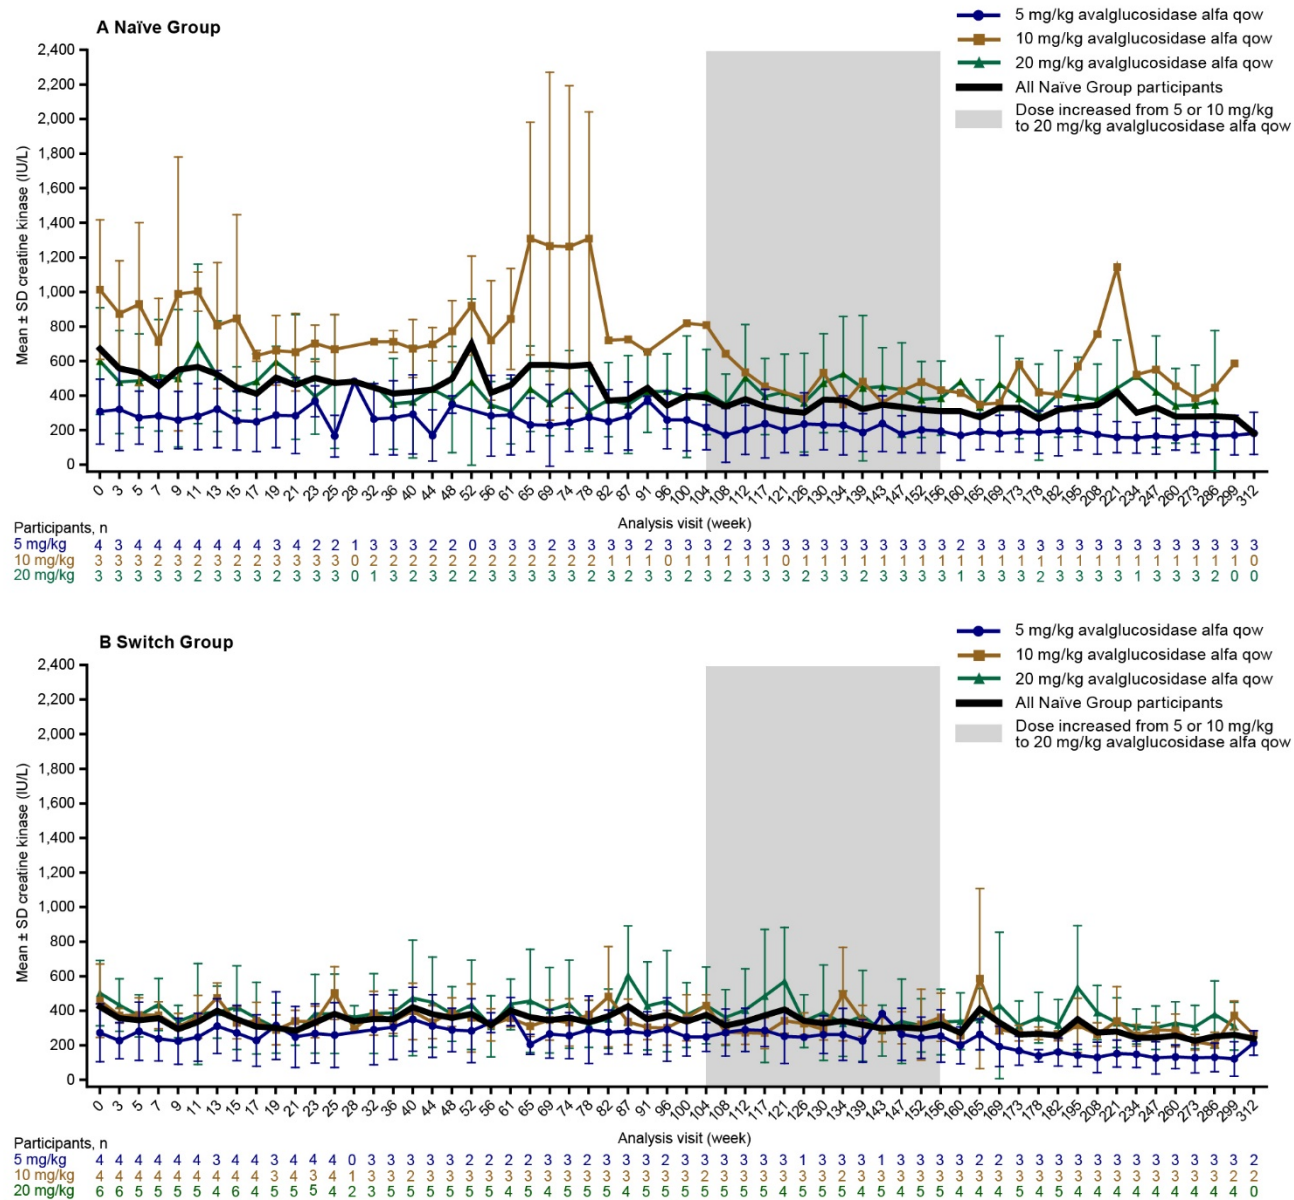 A Naïve Group
5 mg/kg avalglucosidase alfa qow
10 mg/kg avalglucosidase alfa qow
20 mg/kg avalglucosidase alfa qow
All Naïve Group participants
Dose increased from 5 or 10 mg/kg
to 20 mg/kg avalglucosidase alfa qow
Mean ± SD creatine kinase (IU/L)
2,400
2,200
2,000
1,800
1,600
1,400
1,200
1,000
800
600
400
200
0
0 3 5 7 9 11 13 15 17 19 21 23 25 28 32 36 40 44 48 52 56 61 65 69 74 78 82 87 91 96 100 104 108 112 117 121 126 130 134 139 143 147 152 156 160 165 169 173 178 182 195 208 221 234 247 260 273 286 299 312
Analysis visit (week)
Participants, n
5 mg/kg 4 3 4 4 4 4 4 4 4 3 4 2 2 1 3 3 3 2 2 0 3 3 3 2 3 3 3 3 2 3 3 3 2 3 3 3 3 3 3 3 3 3 3 3 2 3 3 3 3 3 3 3 3 3 3 3 3 3 3 3
10 mg/kg 3 3 3 2 3 2 3 2 2 3 3 3 3 0 2 2 2 2 2 2 2 2 2 2 2 2 1 1 1 0 1 1 1 1 1 0 1 1 1 1 1 1 1 1 1 1 1 1 1 1 1 1 1 1 1 1 1 1 1 0
20 mg/kg 3 3 3 3 3 2 3 3 3 2 3 3 3 0 1 3 2 3 2 2 3 3 3 3 3 2 3 3 2 3 2 3 2 3 3 3 3 3 3 2 3 3 3 3 1 3 3 3 2 3 3 3 3 1 3 3 3 2 0 0
B Switch Group
5 mg/kg avalglucosidase alfa qow
10 mg/kg avalglucosidase alfa qow
20 mg/kg avalglucosidase alfa qow
All Naïve Group participants
Dose increased from 5 or 10 mg/kg
to 20 mg/kg avalglucosidase alfa qow
Mean ± SD creatine kinase (IU/L)
2,400
2,200
2,000
1,800
1,600
1,400
1,200
1,000
800
600
400
200
0
0 3 5 7 9 11 13 15 17 19 21 23 25 28 32 36 40 44 48 52 56 61 65 69 74 78 82 87 91 96 100 104 108 112 117 121 126 130 134 139 143 147 152 156 160 165 169 173 178 182 195 208 221 234 247 260 273 286 299 312
Analysis visit (week)
Participants, n
5 mg/kg 4 4 4 4 4 4 3 4 4 3 4 4 4 0 3 3 3 3 3 2 2 2 2 3 3 3 3 3 3 2 3 3 3 3 3 3 1 3 3 3 1 3 3 3 3 2 2 3 3 3 3 3 3 3 3 3 3 3 3 2
10 mg/kg 4 4 4 4 4 4 4 4 4 3 4 3 4 1 3 3 3 3 3 3 3 3 3 3 3 3 3 3 3 3 3 2 3 3 3 3 3 3 2 3 3 3 3 3 3 3 3 3 3 3 3 3 3 3 3 3 3 3 2 2
20 mg/kg 6 6 5 5 5 5 4 6 4 5 5 5 4 2 3 5 5 5 5 5 5 4 5 4 5 5 5 5 5 5 4 5 5 5 5 4 5 5 4 5 4 5 5 5 4 4 4 5 4 5 4 4 4 4 4 4 4 4 4 0